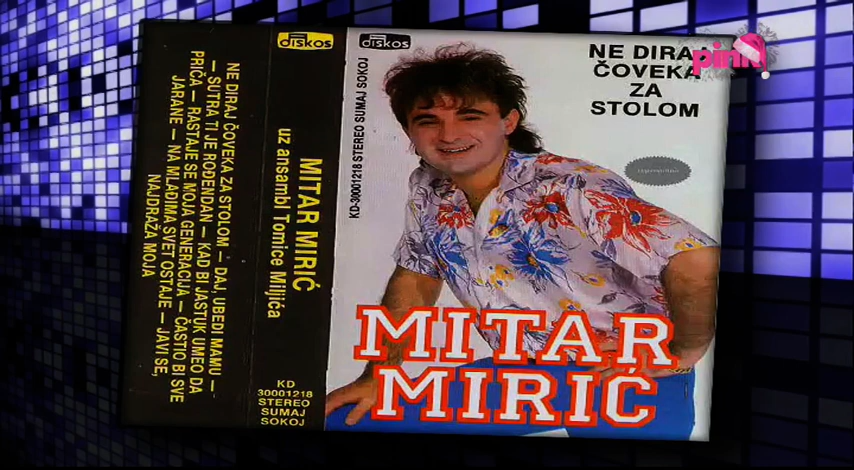 NE DIRAJ ČOVEKA ZA STOLOM — DAJ, UBEDI MAMU —
— SUTRA TI JE ROĐENDAN — KAD BI JASTUK UMEO DA
PRIČA — RASTAJE SE MOJA GENERACIJA — ČASTIO BI SVE
JARANE — NA MLAĐIMA SVET OSTAJE — JAVI SE,
NAJDRAŽA MOJA
diskos
MITAR MIRIĆ
uz ansambl Tomice Miljića
KD
30001218
STEREO
SUMAJ
SOKOJ
diskos
KD-30001218 STEREO SUMAJ SOKOJ
NE DIRAJ
ČOVEKA
ZA
STOLOM
pink
MITAR
MIRIĆ